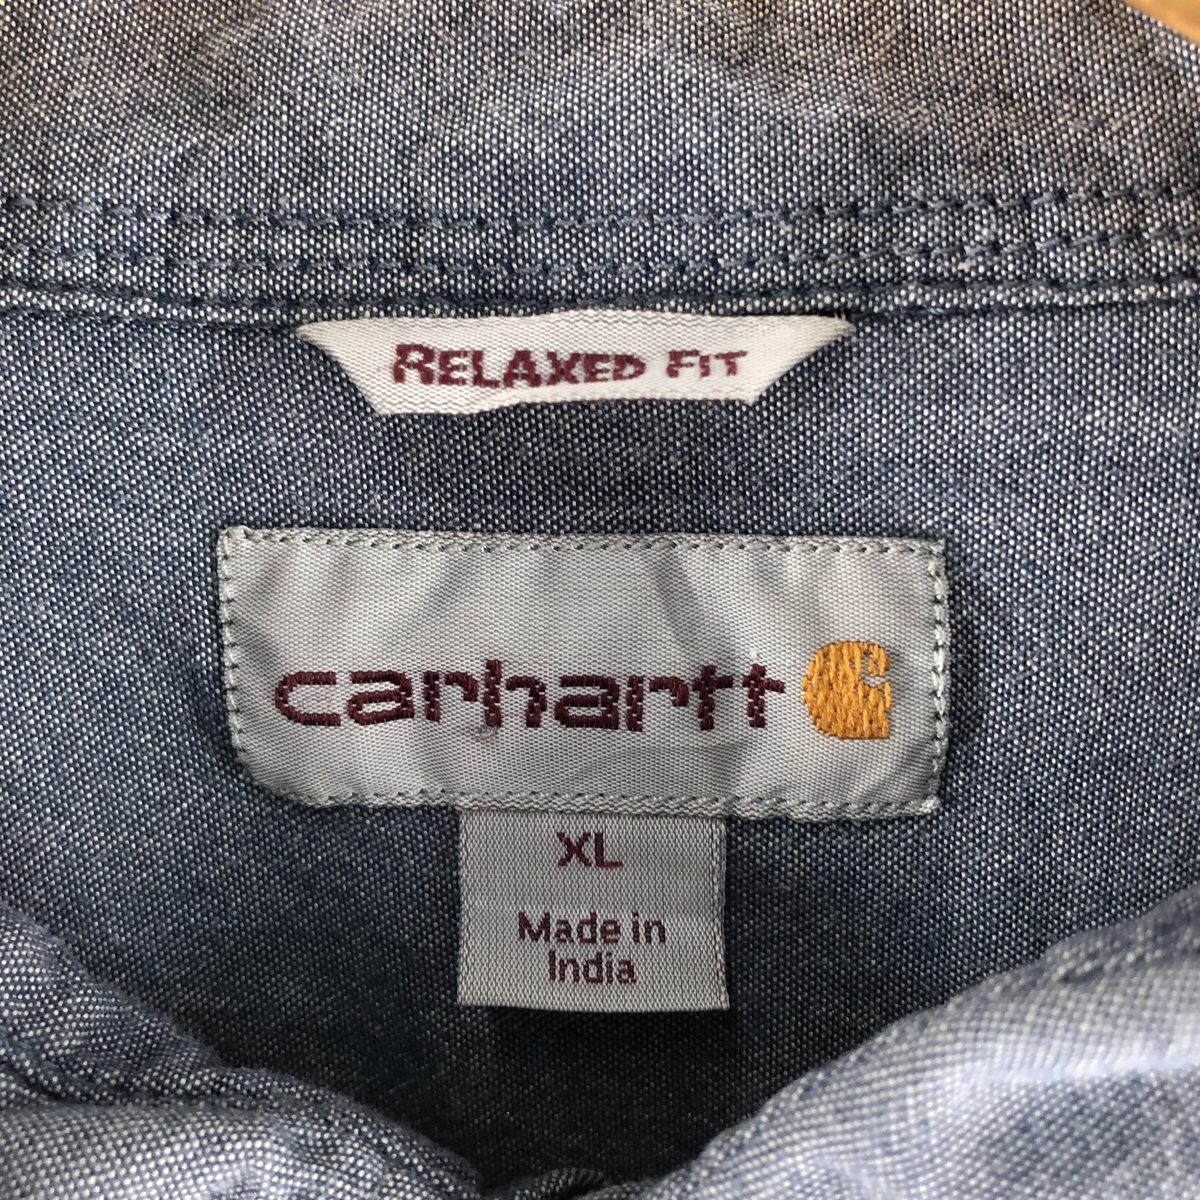 RELAXED FIT
carhartt
XL
Made in
India